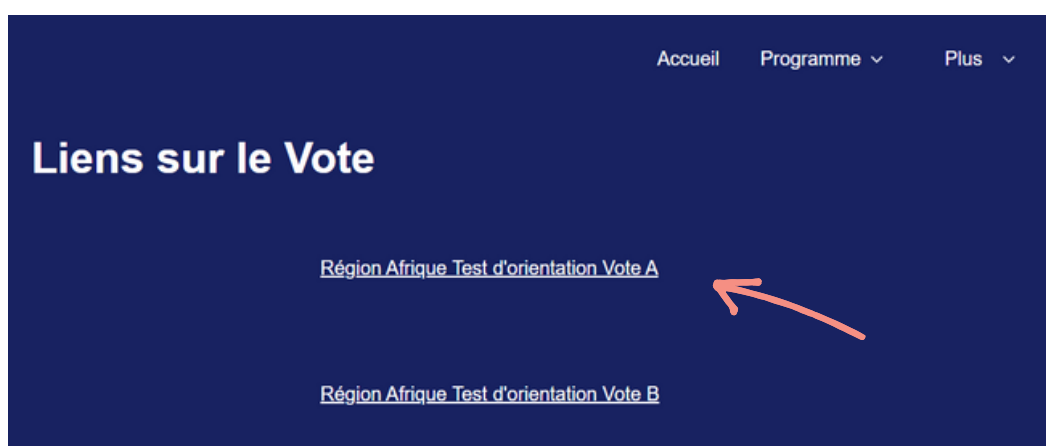 Accueil Programme Plus
Liens sur le Vote
Région Afrique Test d'orientation Vote A
Région Afrique Test d'orientation Vote B